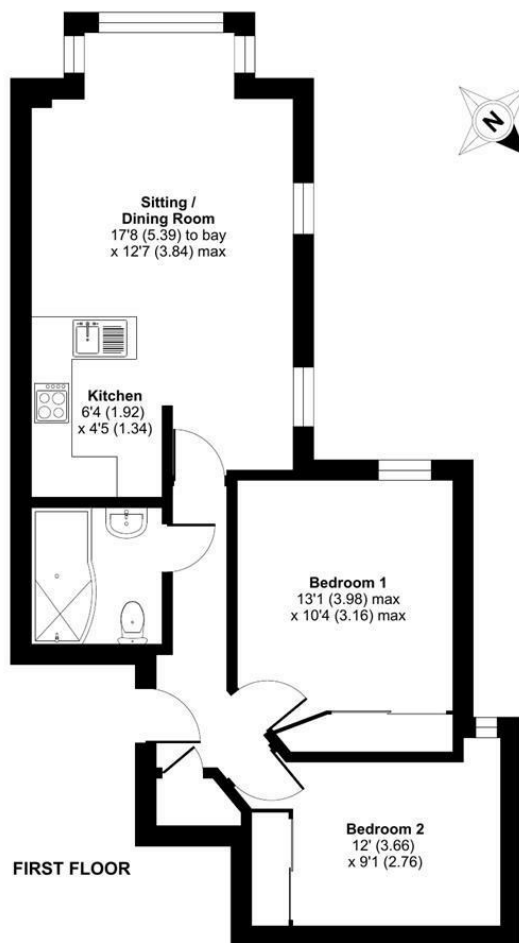 N
Sitting /
Dining Room
17'8 (5.39) to bay
x 12'7 (3.84) max
Kitchen
6'4 (1.92)
x 4'5 (1.34)
Bedroom 1
13'1 (3.98) max
x 10'4 (3.16) max
Bedroom 2
12' (3.66)
x 9'1 (2.76)
FIRST FLOOR